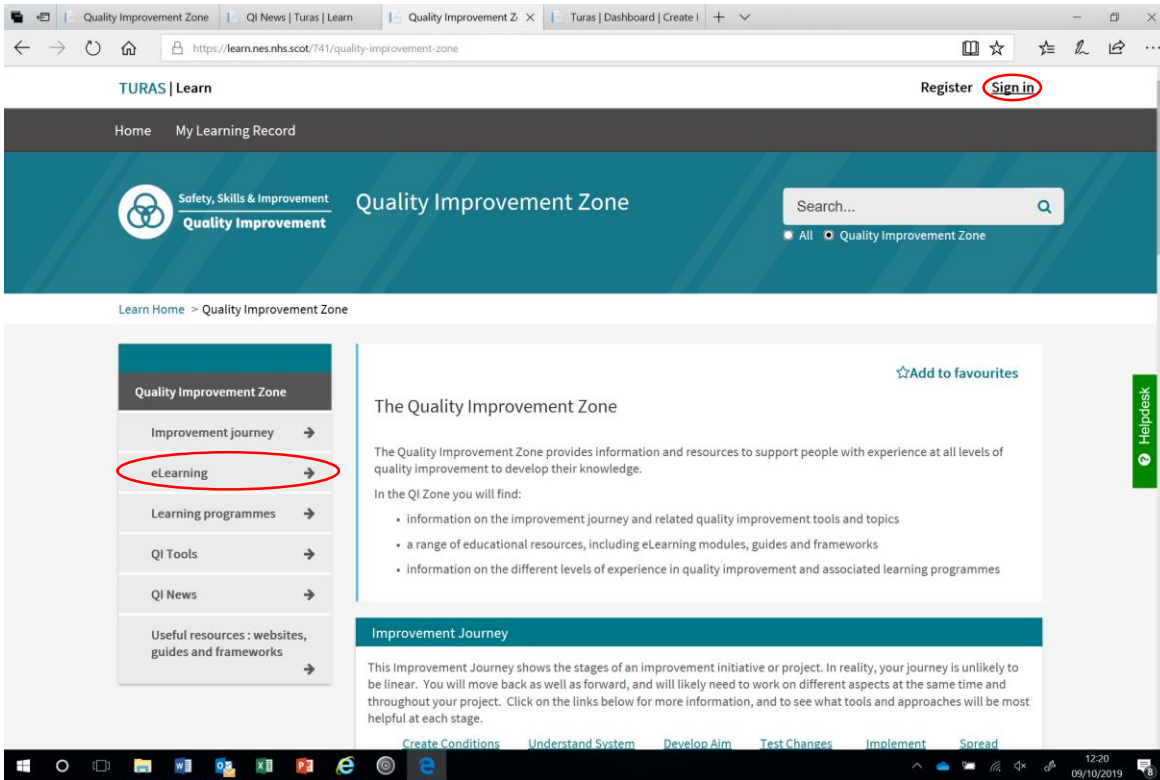 Quality Improvement Zone
QI News | Turas | Learn
Quality Improvement Z
Turas | Dashboard | Create I
https://learn.nes.nhs.scot/741/quality-improvement-zone
TURAS | Learn
Register Sign in
Home My Learning Record
Safety, Skills & Improvement
Quality Improvement
Quality Improvement Zone
Search...
All Quality Improvement Zone
Learn Home > Quality Improvement Zone
Quality Improvement Zone
Improvement journey
eLearning
Learning programmes
QI Tools
QI News
Useful resources : websites,
guides and frameworks
Add to favourites
The Quality Improvement Zone
The Quality Improvement Zone provides information and resources to support people with experience at all levels of
quality improvement to develop their knowledge.
In the QI Zone you will find:
• information on the improvement journey and related quality improvement tools and topics
• a range of educational resources, including eLearning modules, guides and frameworks
• information on the different levels of experience in quality improvement and associated learning programmes
Improvement Journey
This Improvement Journey shows the stages of an improvement initiative or project. In reality, your journey is unlikely to
be linear. You will move back as well as forward, and will likely need to work on different aspects at the same time and
throughout your project. Click on the links below for more information, and to see what tools and approaches will be most
helpful at each stage.
Create Conditions Understand System Develop Aim Test Changes Implement Spread
? Helpdesk
12:20
09/10/2019